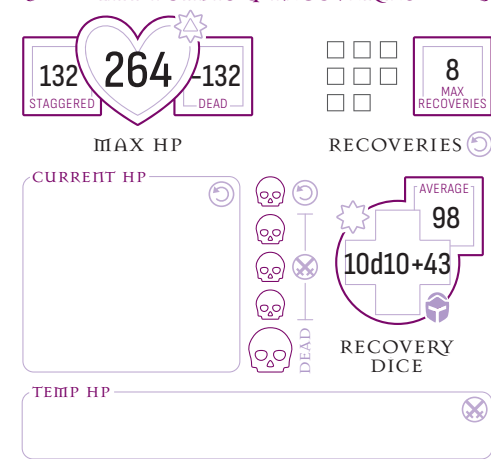 132
STAGGERED
264
-132
DEAD
MAX HP
8
MAX
RECOVERIES
RECOVERIES
CURRENT HP
AVERAGE
98
10d10+43
DEAD
RECOVERY
DICE
TEMP HP